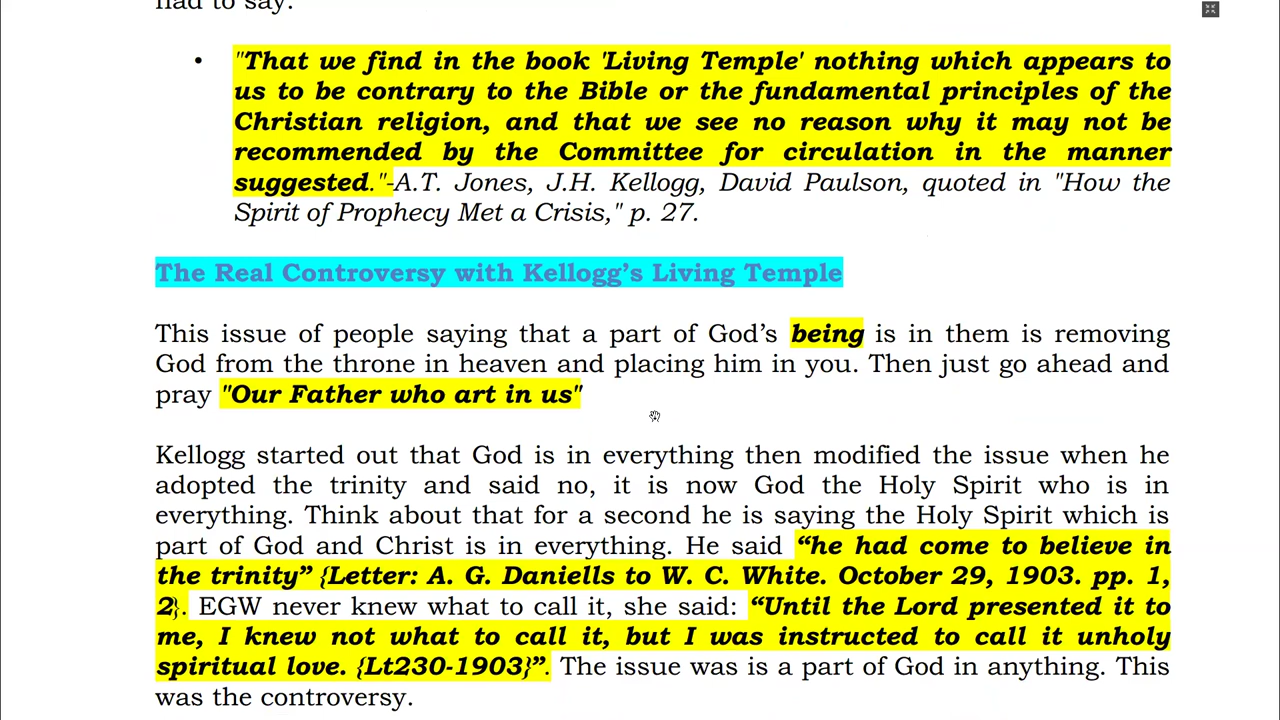 had to say:
• "That we find in the book 'Living Temple' nothing which appears to
us to be contrary to the Bible or the fundamental principles of the
Christian religion, and that we see no reason why it may not be
recommended by the Committee for circulation in the manner
suggested."-A.T. Jones, J.H. Kellogg, David Paulson, quoted in "How the
Spirit of Prophecy Met a Crisis," p. 27.
The Real Controversy with Kellogg’s Living Temple
This issue of people saying that a part of God’s being is in them is removing
God from the throne in heaven and placing him in you. Then just go ahead and
pray "Our Father who art in us"
Kellogg started out that God is in everything then modified the issue when he
adopted the trinity and said no, it is now God the Holy Spirit who is in
everything. Think about that for a second he is saying the Holy Spirit which is
part of God and Christ is in everything. He said “he had come to believe in
the trinity” {Letter: A. G. Daniells to W. C. White. October 29, 1903. pp. 1,
2}. EGW never knew what to call it, she said: “Until the Lord presented it to
me, I knew not what to call it, but I was instructed to call it unholy
spiritual love. {Lt230-1903}”. The issue was is a part of God in anything. This
was the controversy.